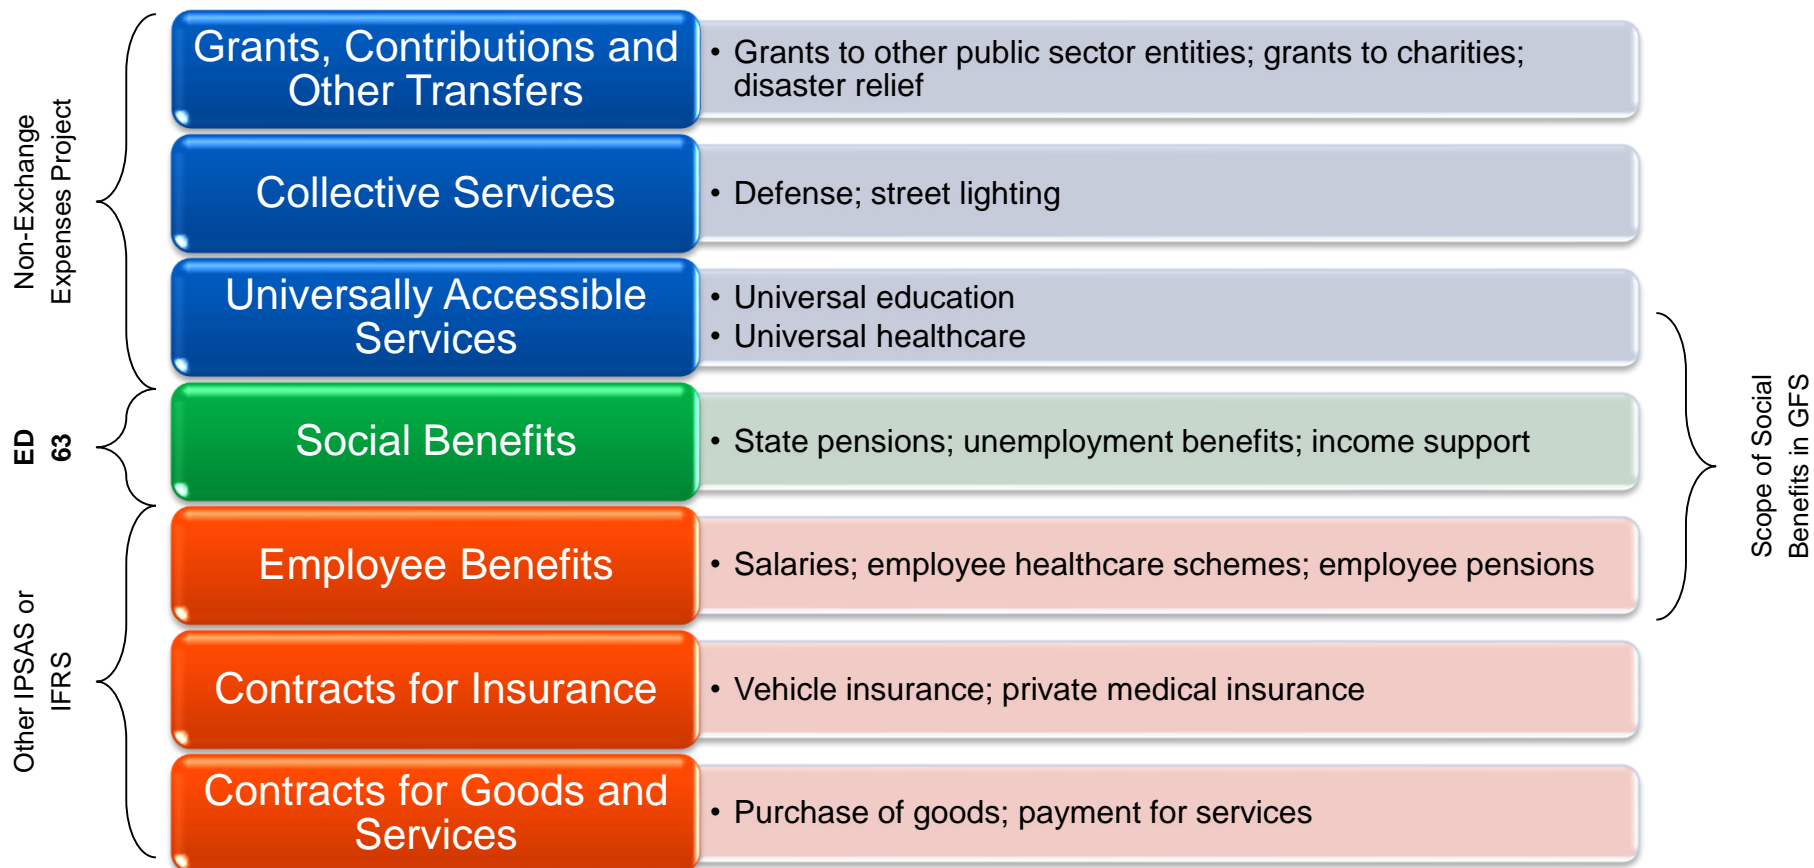 Non-Exchange
Expenses Project
Grants, Contributions and
Other Transfers
• Grants to other public sector entities; grants to charities;
disaster relief
Collective Services
• Defense; street lighting
Universally Accessible
Services
• Universal education
• Universal healthcare
ED
63
Social Benefits
• State pensions; unemployment benefits; income support
Scope of Social
Benefits in GFS
Other IPSAS or
IFRS
Employee Benefits
• Salaries; employee healthcare schemes; employee pensions
Contracts for Insurance
• Vehicle insurance; private medical insurance
Contracts for Goods and
Services
• Purchase of goods; payment for services